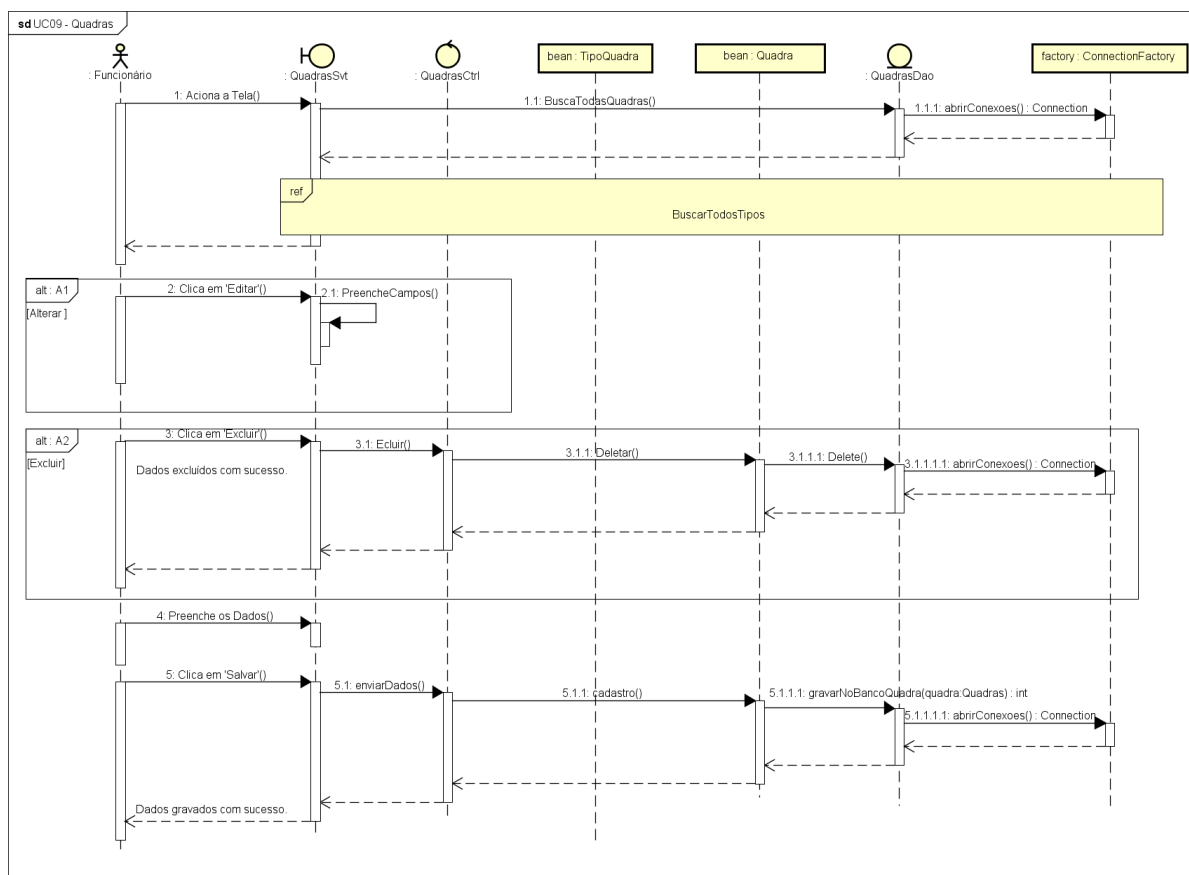 sd UC09 - Quadras
: Funcionário
: QuadrasSvt
: QuadrasCtrl
bean : TipoQuadra
bean : Quadra
: QuadrasDao
factory : ConnectionFactory
1: Aciona a Tela()
1.1: BuscaTodasQuadras()
1.1.1: abrirConexoes() : Connection
ref
BuscarTodosTipos
alt : A1
[Alterar ]
2: Clica em 'Editar'()
2.1: PreencheCampos()
alt : A2
[Excluir]
3: Clica em 'Excluir'()
3.1: Ecluir()
3.1.1: Deletar()
3.1.1.1: Delete()
3.1.1.1.1: abrirConexoes() : Connection
Dados excluídos com sucesso.
4: Preenche os Dados()
5: Clica em 'Salvar'()
5.1: enviarDados()
5.1.1: cadastro()
5.1.1.1: gravarNoBancoQuadra(quadra:Quadras) : int
5.1.1.1.1: abrirConexoes() : Connection
Dados gravados com sucesso.